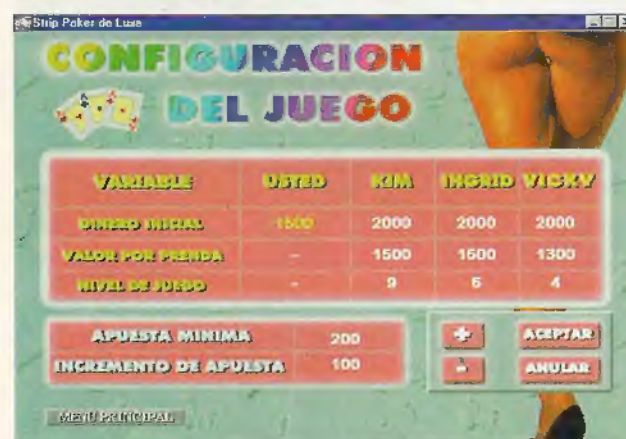 Strip Poker de Luxe
CONFIGURACION
DEL JUEGO
VARIABLE USTED KIM INGRID VICKY
DINERO INICIAL 1500 2000 2000 2000
VALOR POR PRENDA - 1500 1600 1300
NIVEL DE JUEGO - 9 6 4
APUESTA MINIMA 200
INCREMENTO DE APUESTA 100
+ ACEPTAR
- ANULAR
MENU PRINCIPAL